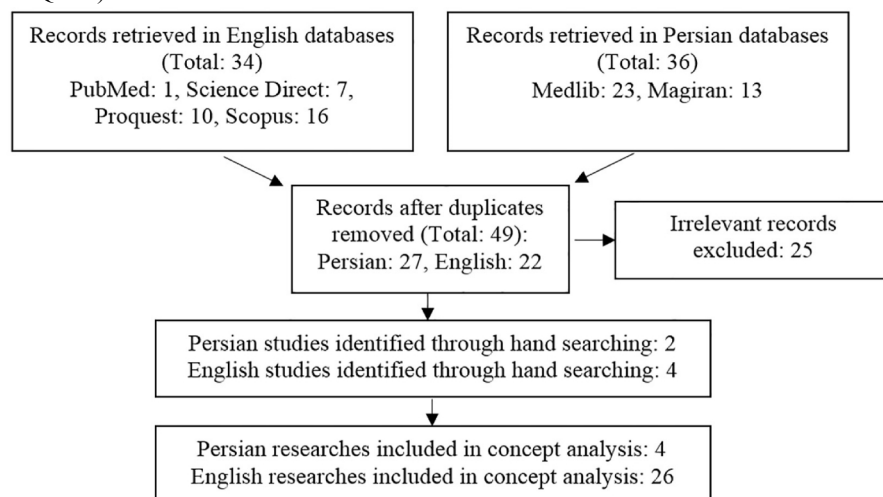 Records retrieved in English databases
(Total: 34)
PubMed: 1, Science Direct: 7,
Proquest: 10, Scopus: 16
Records retrieved in Persian databases
(Total: 36)
Medlib: 23, Magiran: 13
Records after duplicates
removed (Total: 49):
Persian: 27, English: 22
Irrelevant records
excluded: 25
Persian studies identified through hand searching: 2
English studies identified through hand searching: 4
Persian researches included in concept analysis: 4
English researches included in concept analysis: 26